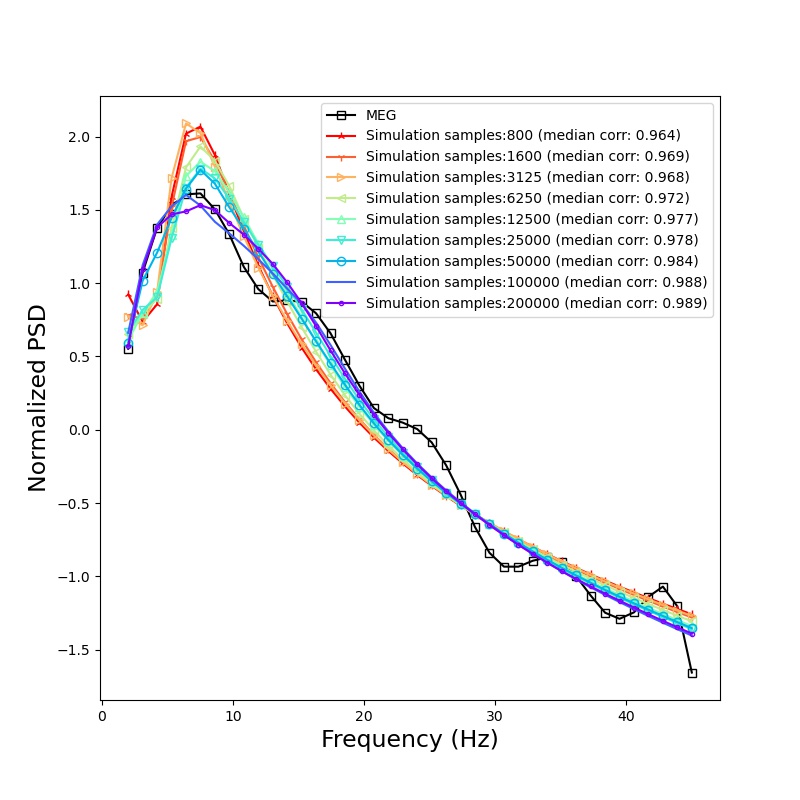 MEG
Simulation samples:800 (median corr: 0.964)
Simulation samples:1600 (median corr: 0.969)
Simulation samples:3125 (median corr: 0.968)
Simulation samples:6250 (median corr: 0.972)
Simulation samples:12500 (median corr: 0.977)
Simulation samples:25000 (median corr: 0.978)
Simulation samples:50000 (median corr: 0.984)
Simulation samples:100000 (median corr: 0.988)
Simulation samples:200000 (median corr: 0.989)
Normalized PSD
2.0
1.5
1.0
0.5
0.0
−0.5
−1.0
−1.5
0 10 20 30 40
Frequency (Hz)